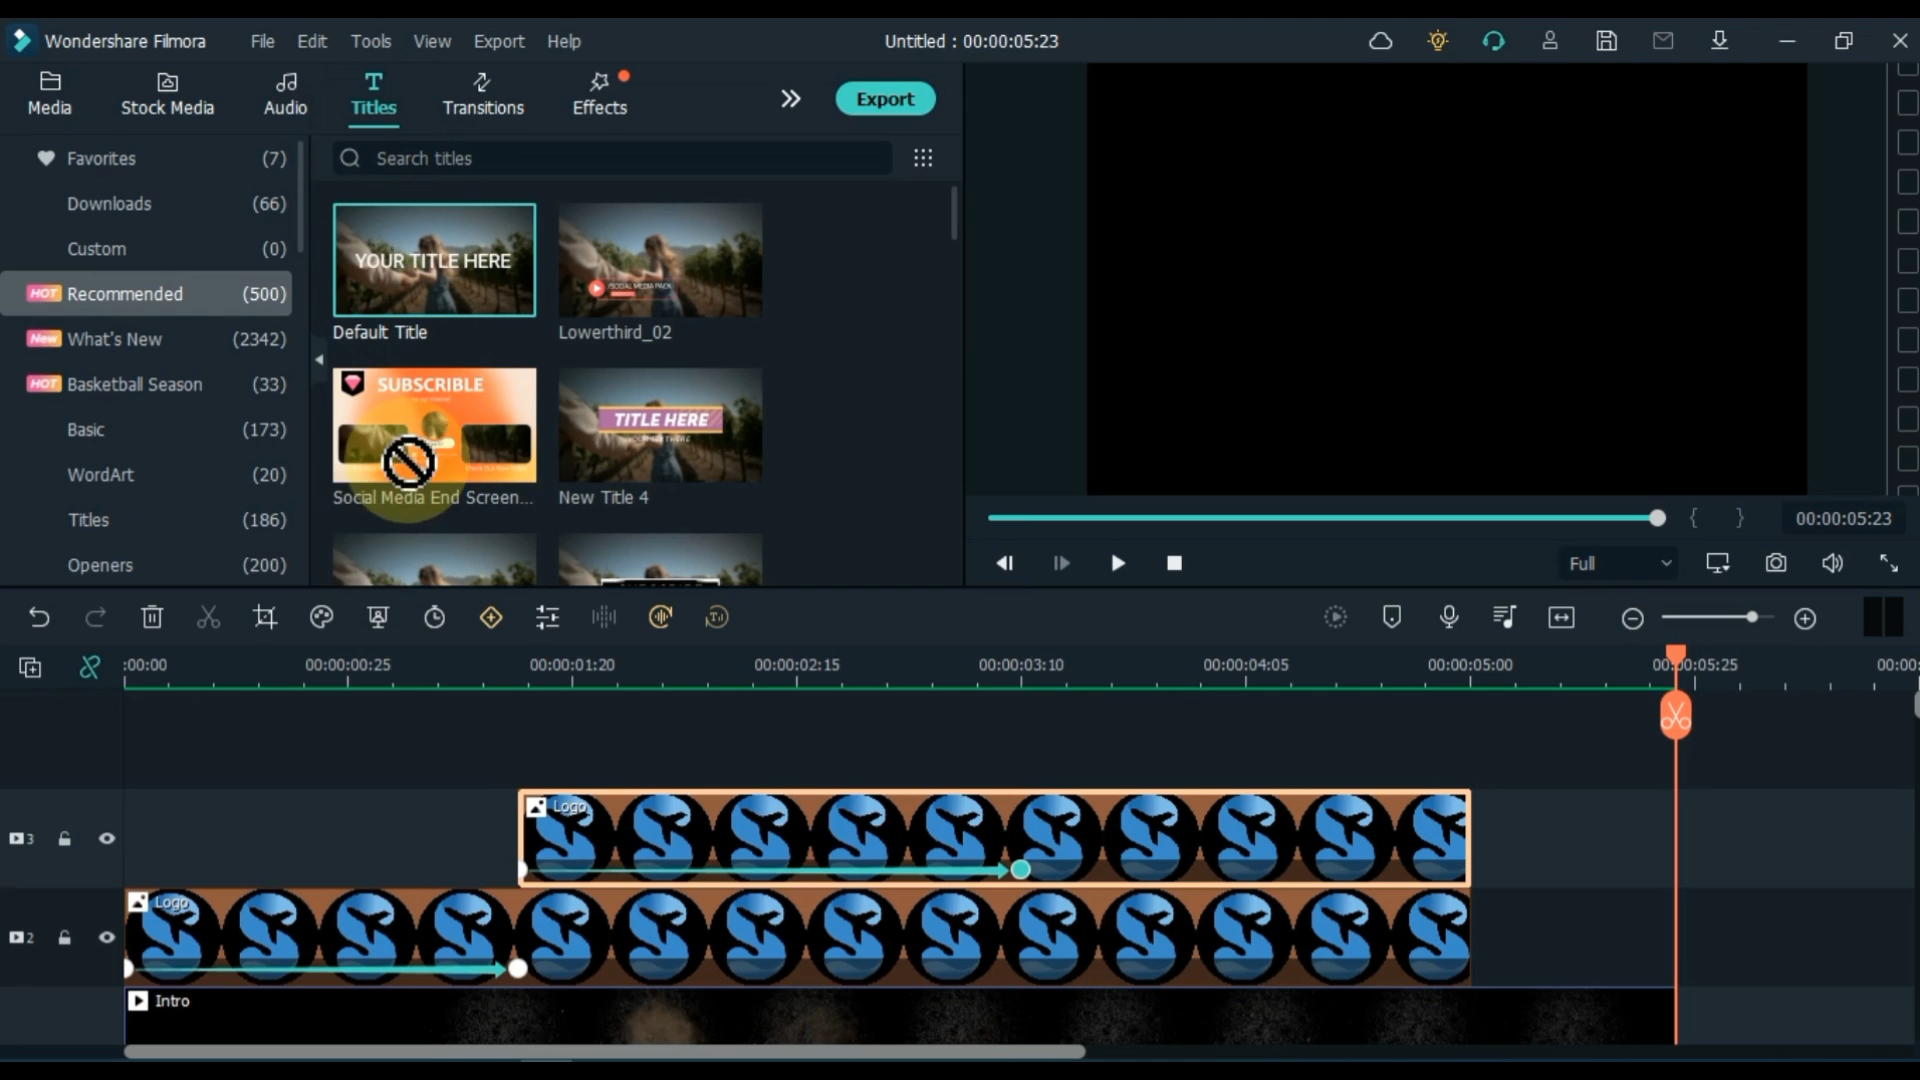 Wondershare Filmora File Edit Tools View Export Help Untitled : 00:00:05:23
Media Stock Media Audio Titles Transitions Effects Export
Favorites (7)
Downloads (66)
Custom (0)
HOT Recommended (500)
New What's New (2342)
HOT Basketball Season (33)
Basic (173)
WordArt (20)
Titles (186)
Openers (200)
Search titles
YOUR TITLE HERE
SOCIAL MEDIA PACK
Default Title Lowerthird_02
SUBSCRIBLE
TITLE HERE
Social Media End Screen... New Title 4
00:00:05:23
Full
:00:00 00:00:00:25 00:00:01:20 00:00:02:15 00:00:03:10 00:00:04:05 00:00:05:00 00:00:05:25 00:00:
3 Logo
2 Logo
Intro